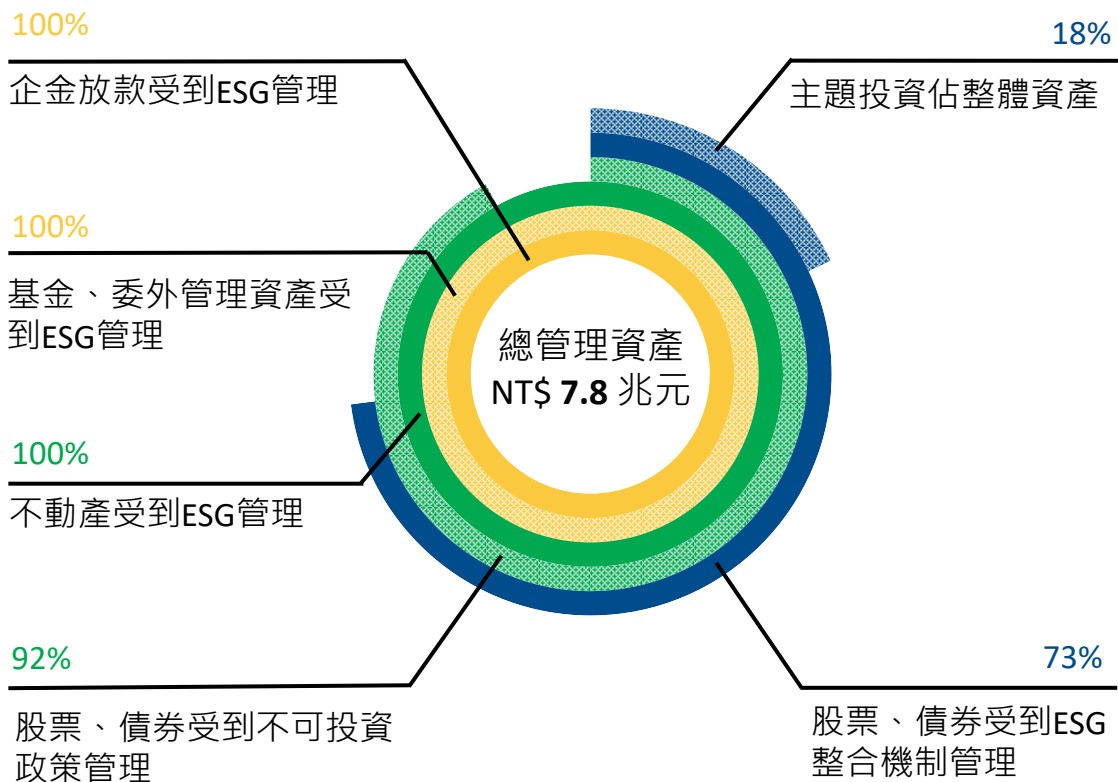 100%
企金放款受到ESG管理
18%
主題投資佔整體資產
100%
基金、委外管理資產受
到ESG管理
總管理資產
NT$ 7.8 兆元
100%
不動產受到ESG管理
92%
股票、債券受到不可投資
政策管理
73%
股票、債券受到ESG
整合機制管理